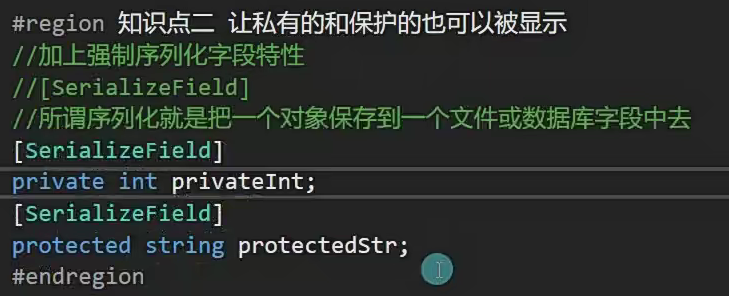 #region 知识点二 让私有的和保护的也可以被显示
//加上强制序列化字段特性
//[SerializeField]
//所谓序列化就是把一个对象保存到一个文件或数据库字段中去
[SerializeField]
private int privateInt;
[SerializeField]
protected string protectedStr;
#endregion